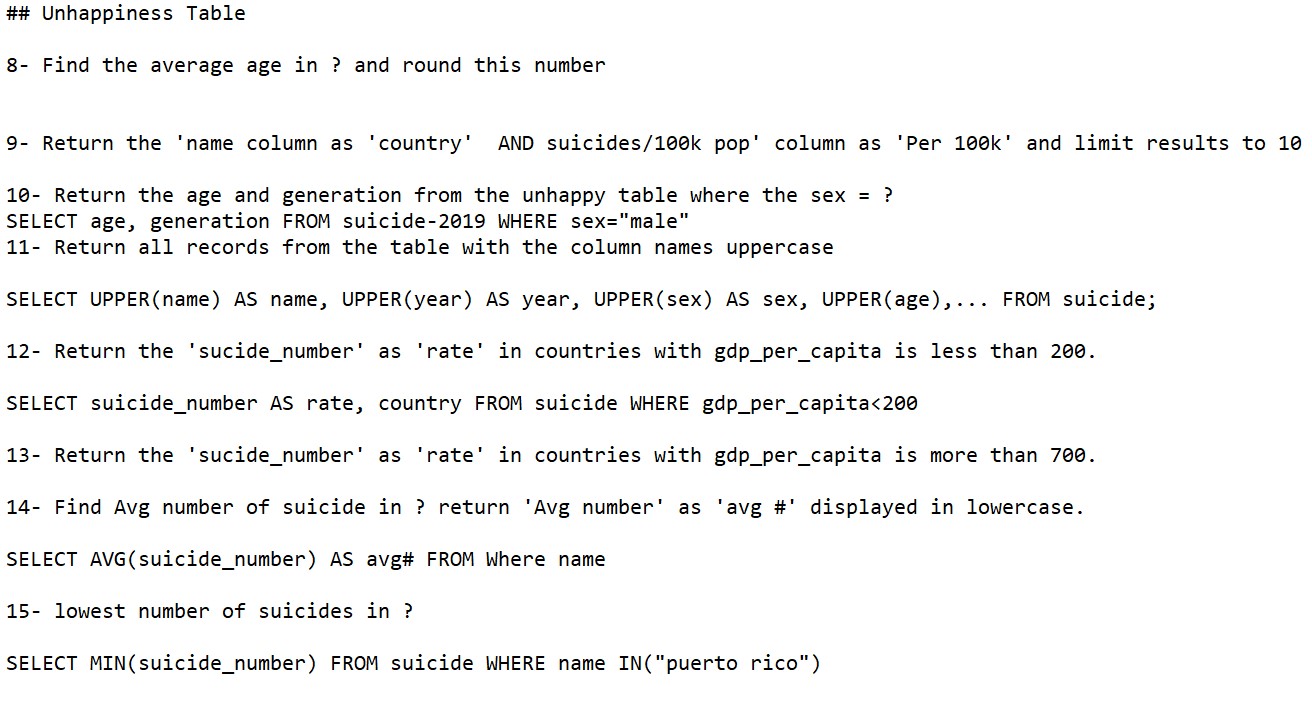 ## Unhappiness Table
8- Find the average age in ? and round this number
9- Return the 'name column as 'country'  AND suicides/100k pop' column as 'Per 100k' and limit results to 10
10- Return the age and generation from the unhappy table where the sex = ?
SELECT age, generation FROM suicide-2019 WHERE sex="male"
11- Return all records from the table with the column names uppercase
SELECT UPPER(name) AS name, UPPER(year) AS year, UPPER(sex) AS sex, UPPER(age),... FROM suicide;
12- Return the 'sucide_number' as 'rate' in countries with gdp_per_capita is less than 200.
SELECT suicide_number AS rate, country FROM suicide WHERE gdp_per_capita<200
13- Return the 'sucide_number' as 'rate' in countries with gdp_per_capita is more than 700.
14- Find Avg number of suicide in ? return 'Avg number' as 'avg #' displayed in lowercase.
SELECT AVG(suicide_number) AS avg# FROM Where name
15- lowest number of suicides in ?
SELECT MIN(suicide_number) FROM suicide WHERE name IN("puerto rico")